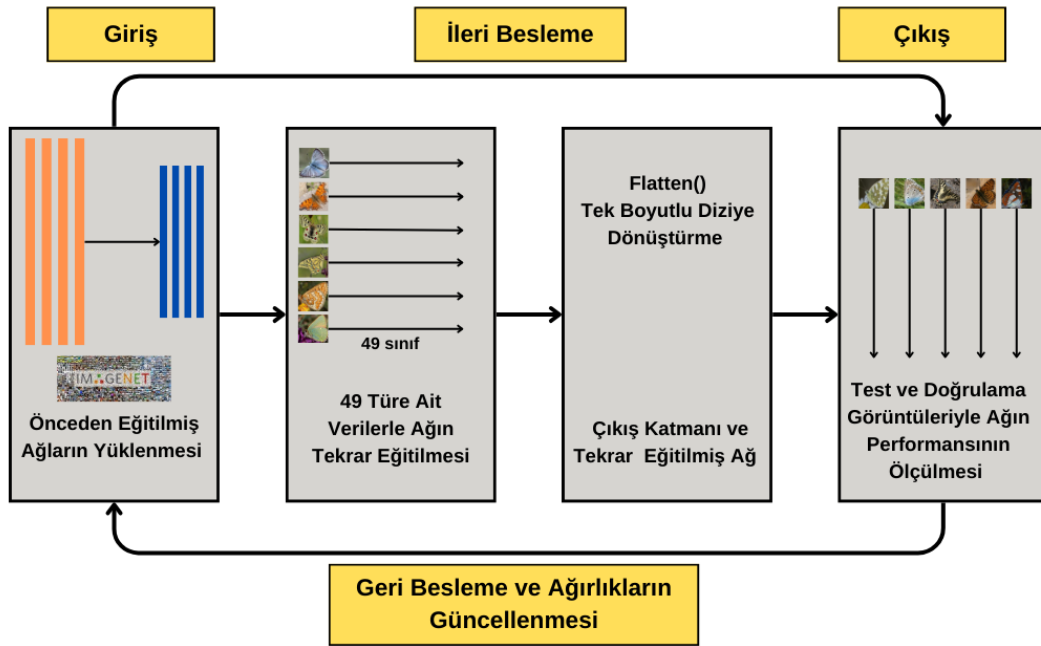 Giriş
İleri Besleme
Çıkış
IMAGENET
Önceden Eğitilmiş
Ağların Yüklenmesi
49 sınıf
49 Türe Ait
Verilerle Ağın
Tekrar Eğitilmesi
Flatten()
Tek Boyutlu Diziye
Dönüştürme
Çıkış Katmanı ve
Tekrar Eğitilmiş Ağ
Test ve Doğrulama
Görüntüleriyle Ağın
Performansının
Ölçülmesi
Geri Besleme ve Ağırlıkların
Güncellenmesi